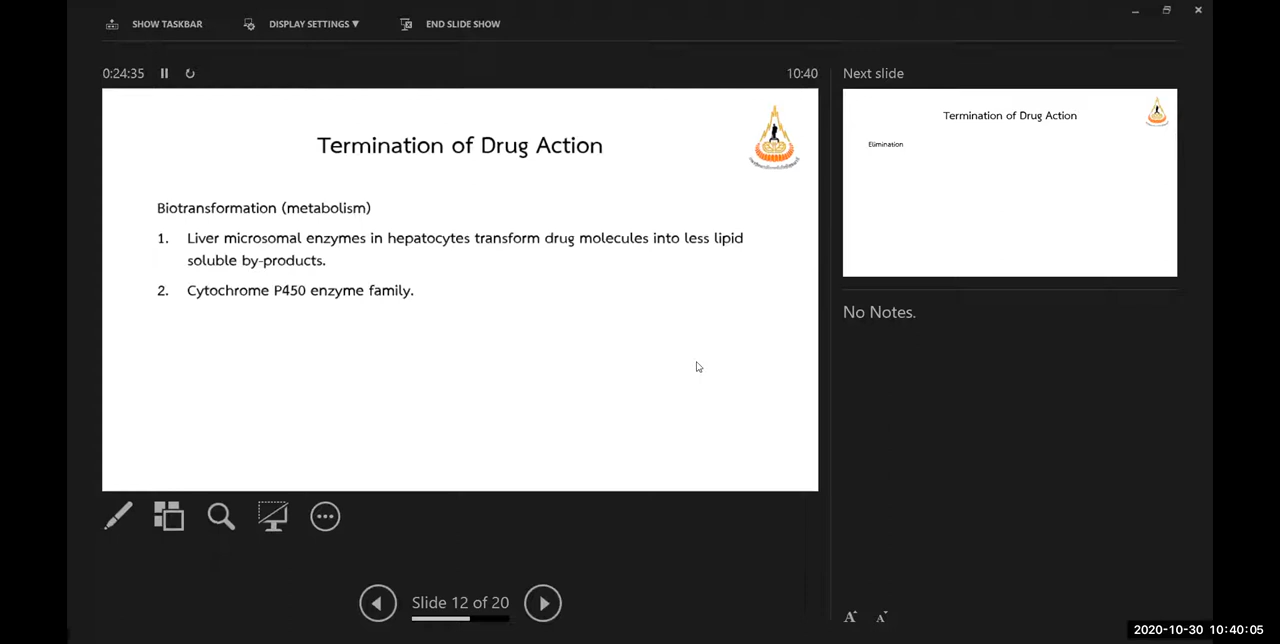 SHOW TASKBAR
DISPLAY SETTINGS ▼
END SLIDE SHOW
0:24:35
10:40
Next slide
Termination of Drug Action
Biotransformation (metabolism)
1. Liver microsomal enzymes in hepatocytes transform drug molecules into less lipid
soluble by-products.
2. Cytochrome P450 enzyme family.
Termination of Drug Action
Elimination
No Notes.
Slide 12 of 20
A A
2020-10-30 10:40:05